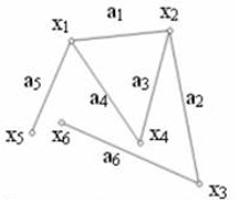 a₁
x₁
x₂
a₅
a₄
a₃
a₂
x₅
x₆
x₄
a₆
x₃